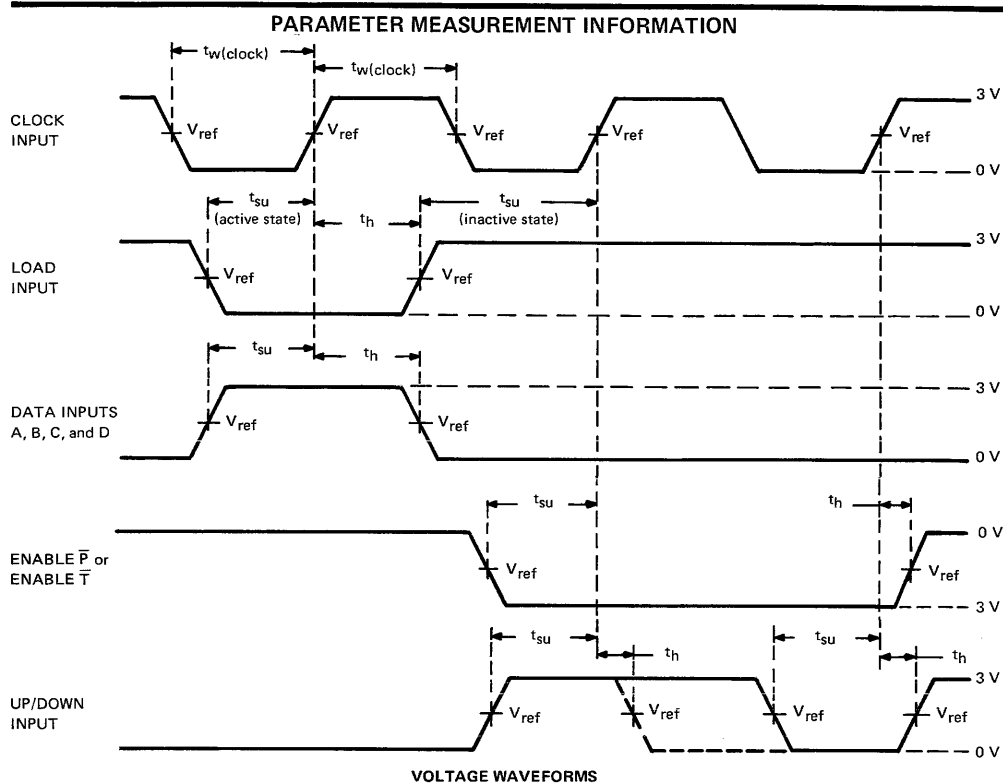 PARAMETER MEASUREMENT INFORMATION
tw(clock)
tw(clock)
3 V
CLOCK
INPUT
Vref
Vref
Vref
Vref
Vref
0 V
tsu
(active state)
th
tsu
(inactive state)
3 V
LOAD
INPUT
Vref
Vref
0 V
tsu
th
3 V
DATA INPUTS
A, B, C, and D
Vref
Vref
0 V
tsu
th
0 V
ENABLE P̅ or
ENABLE T̅
Vref
Vref
3 V
tsu
th
tsu
th
3 V
UP/DOWN
INPUT
Vref
Vref
Vref
Vref
0 V
VOLTAGE WAVEFORMS